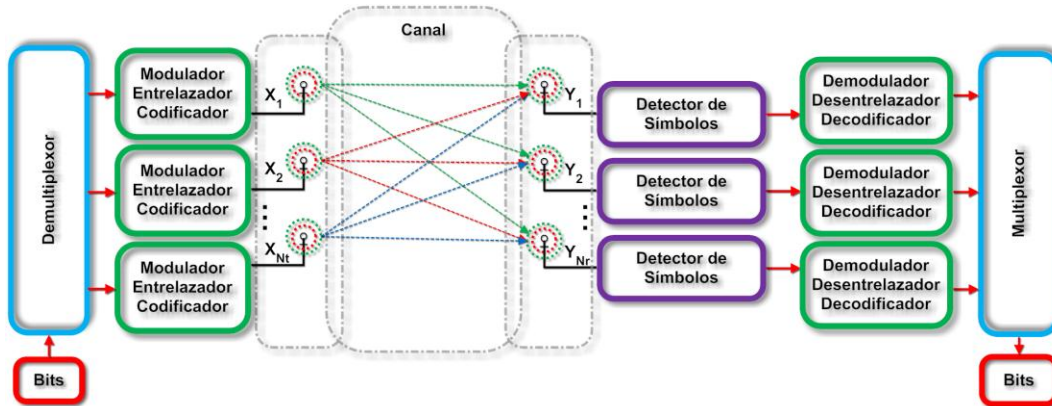 Canal
Demultiplexor
Modulador
Entrelazador
Codificador
X1
Y1
Detector de
Símbolos
Demodulador
Desentrelazador
Decodificador
Modulador
Entrelazador
Codificador
X2
Y2
Detector de
Símbolos
Demodulador
Desentrelazador
Decodificador
Modulador
Entrelazador
Codificador
XNt
YNr
Detector de
Símbolos
Demodulador
Desentrelazador
Decodificador
Multiplexor
Bits
Bits